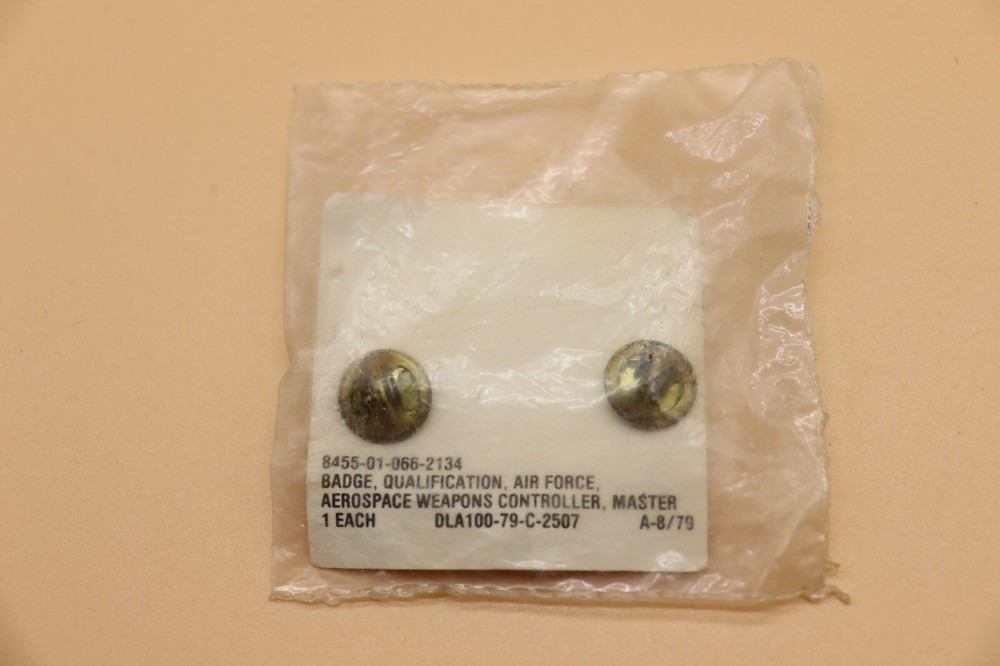 8455-01-066-2134
BADGE, QUALIFICATION, AIR FORCE,
AEROSPACE WEAPONS CONTROLLER, MASTER
1 EACH DLA100-79-C-2507 A-8/79